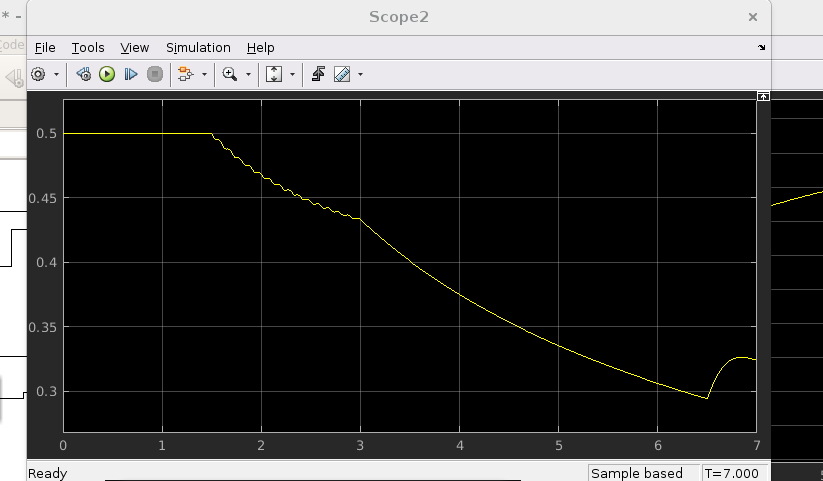 Scope2
* -
Code
File Tools View Simulation Help
0.5
0.45
0.4
0.35
0.3
0 1 2 3 4 5 6 7
Ready Sample based T=7.000